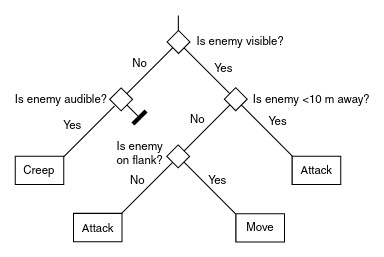 Is enemy visible?
No
Yes
Is enemy audible?
Is enemy <10 m away?
Yes
No
Yes
Is enemy
on flank?
Creep
No
Yes
Attack
Attack
Move